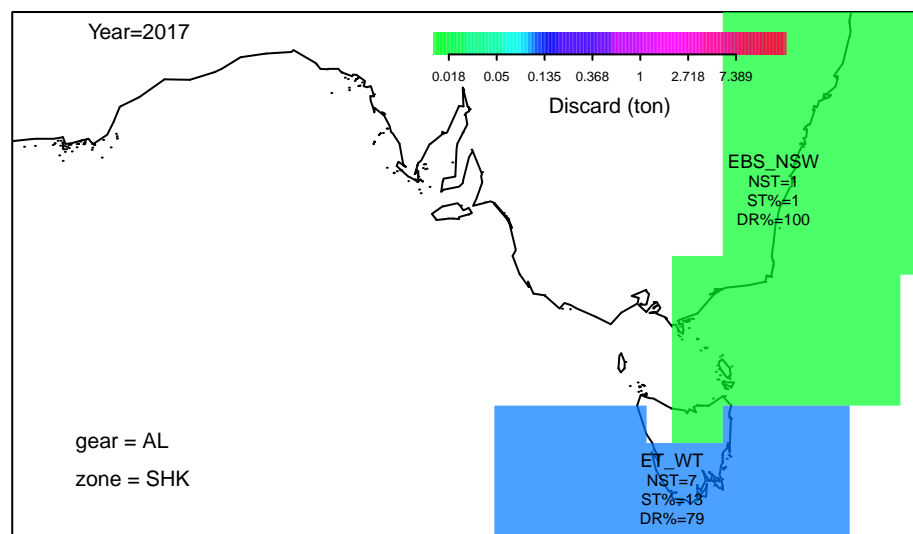 Year=2017
0.018 0.05 0.135 0.368 1 2.718 7.389
Discard (ton)
EBS_NSW
NST=1
ST%=1
DR%=100
gear = AL
zone = SHK
ET_WT
NST=7
ST%=13
DR%=79